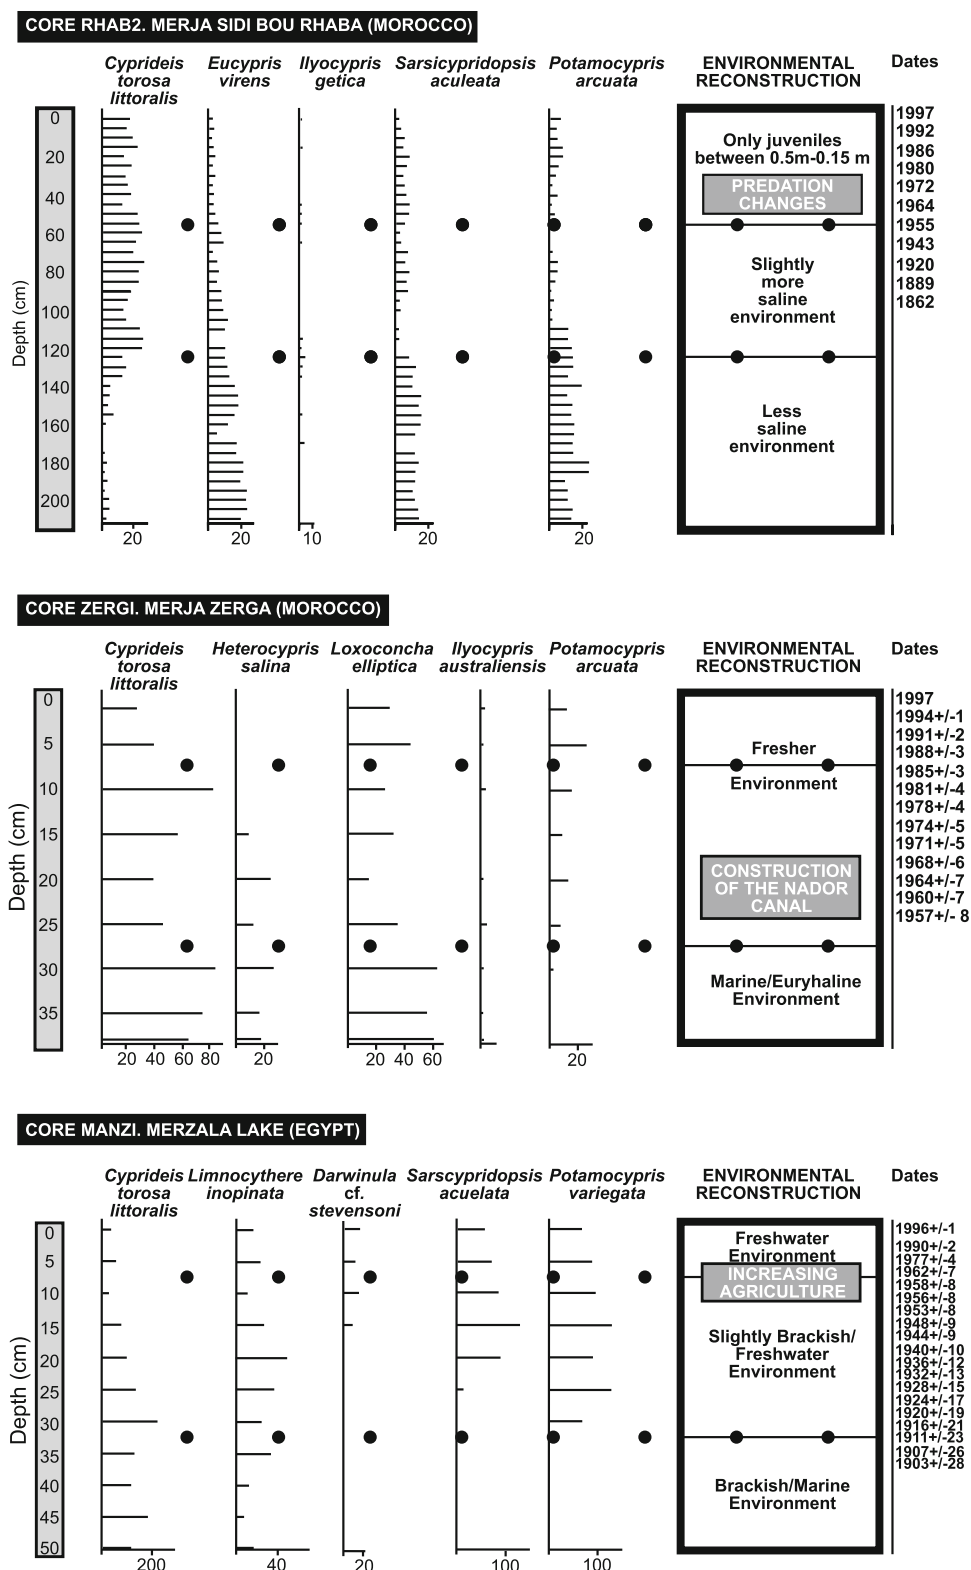 CORE RHAB2. MERJA SIDI BOU RHABA (MOROCCO)
Cyprideis
torosa
littoralis
Eucypris
virens
Ilyocypris
getica
Sarsicypridopsis
aculeata
Potamocypris
arcuata
ENVIRONMENTAL
RECONSTRUCTION
Dates
Depth (cm)
0
20
40
60
80
100
120
140
160
180
200
20
20
10
20
20
Only juveniles
between 0.5m-0.15 m
PREDATION
CHANGES
Slightly
more
saline
environment
Less
saline
environment
1997
1992
1986
1980
1972
1964
1955
1943
1920
1889
1862
CORE ZERGI. MERJA ZERGA (MOROCCO)
Cyprideis
torosa
littoralis
Heterocypris
salina
Loxoconcha
elliptica
Ilyocypris
australiensis
Potamocypris
arcuata
ENVIRONMENTAL
RECONSTRUCTION
Dates
Depth (cm)
0
5
10
15
20
25
30
35
20 40 60 80
20
20 40 60
20
Fresher
Environment
CONSTRUCTION
OF THE NADOR
CANAL
Marine/Euryhaline
Environment
1997
1994+/-1
1991+/-2
1988+/-3
1985+/-3
1981+/-4
1978+/-4
1974+/-5
1971+/-5
1968+/-6
1964+/-7
1960+/-7
1957+/- 8
CORE MANZI. MERZALA LAKE (EGYPT)
Cyprideis
torosa
littoralis
Limnocythere
inopinata
Darwinula
cf.
stevensoni
Sarscypridopsis
acuelata
Potamocypris
variegata
ENVIRONMENTAL
RECONSTRUCTION
Dates
Depth (cm)
0
5
10
15
20
25
30
35
40
45
50
200
40
20
100
100
Freshwater
Environment
INCREASING
AGRICULTURE
Slightly Brackish/
Freshwater
Environment
Brackish/Marine
Environment
1996+/-1
1990+/-2
1977+/-4
1962+/-7
1958+/-8
1956+/-8
1953+/-8
1948+/-9
1944+/-9
1940+/-10
1936+/-12
1932+/-13
1928+/-15
1924+/-17
1920+/-19
1916+/-21
1911+/-23
1907+/-26
1903+/-28